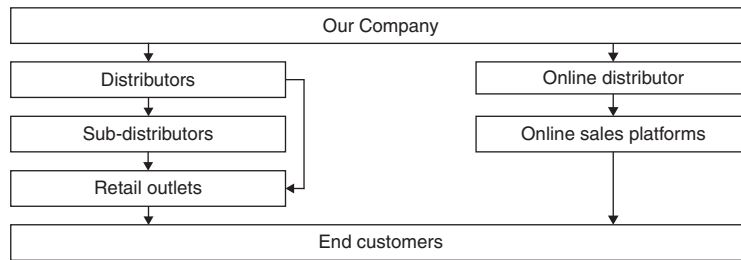 Our Company
Distributors
Online distributor
Sub-distributors
Online sales platforms
Retail outlets
End customers